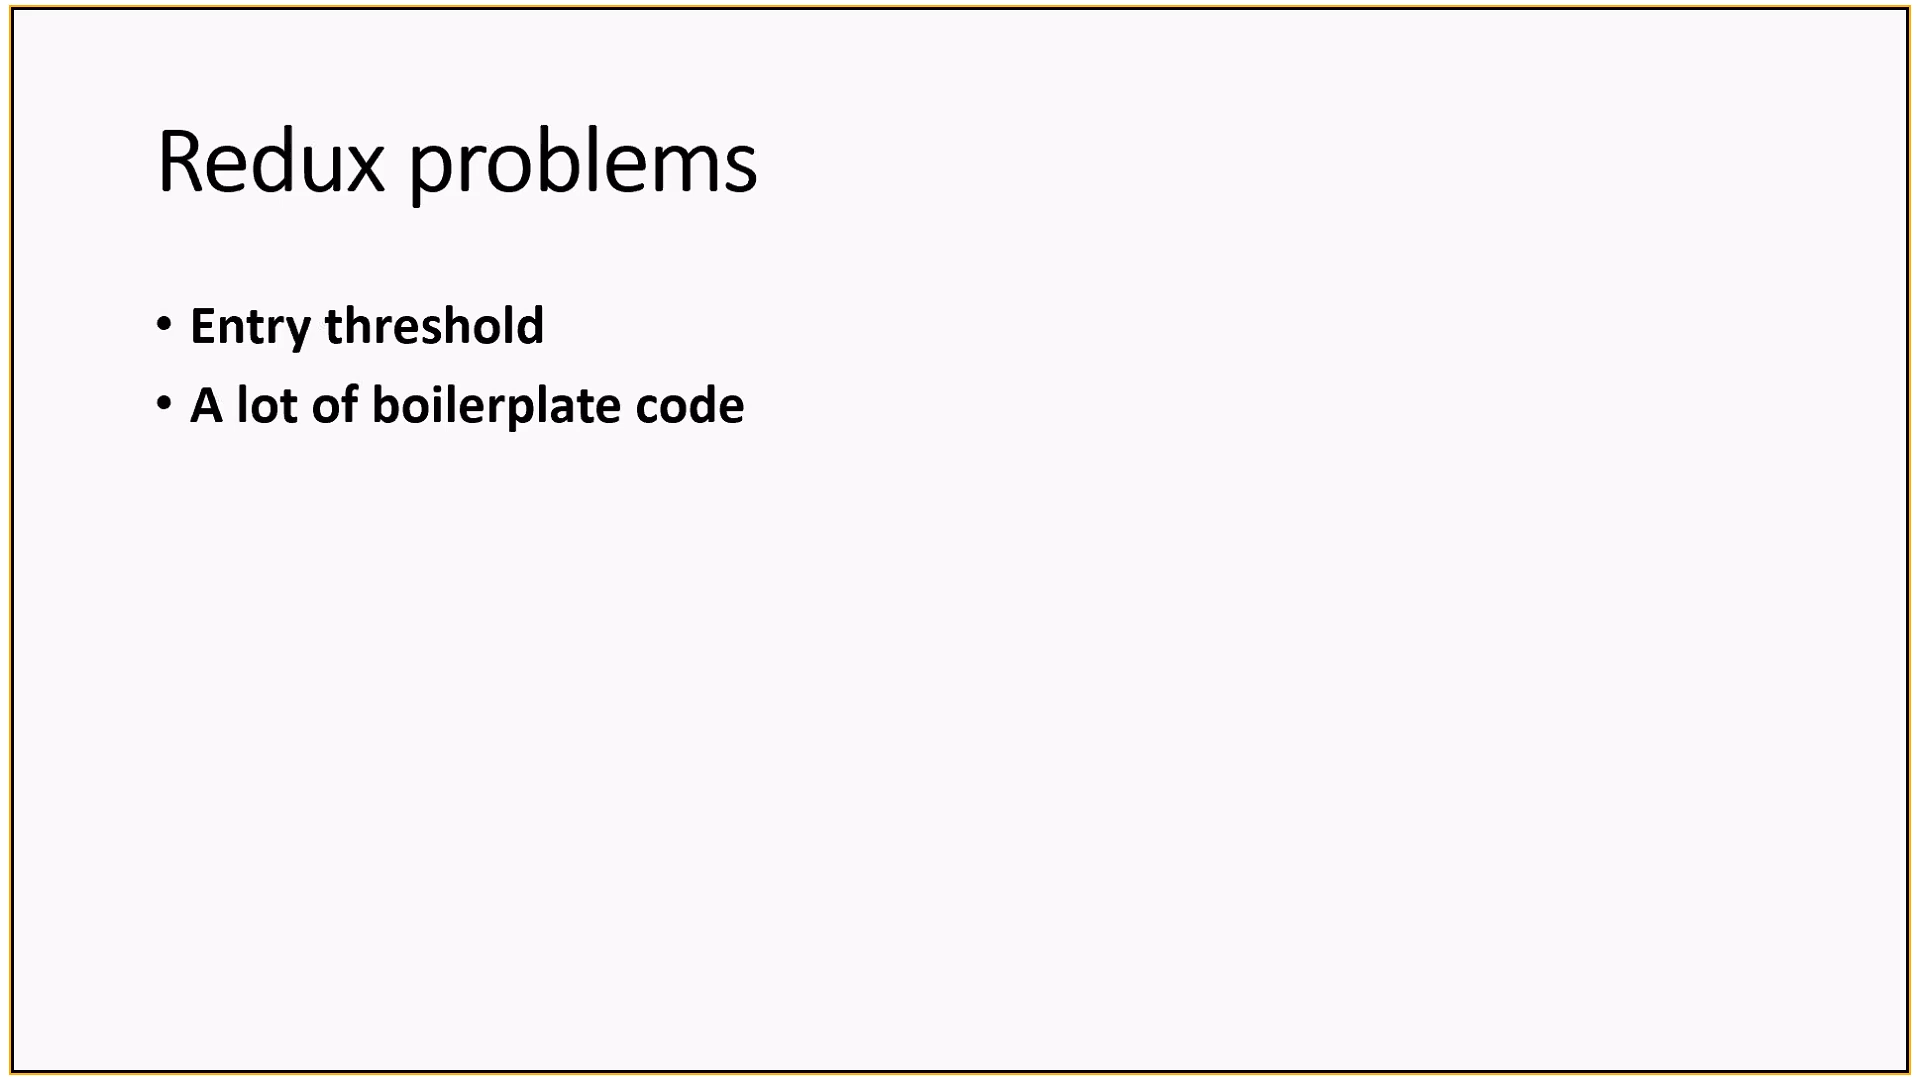 Redux problems
• Entry threshold
• A lot of boilerplate code